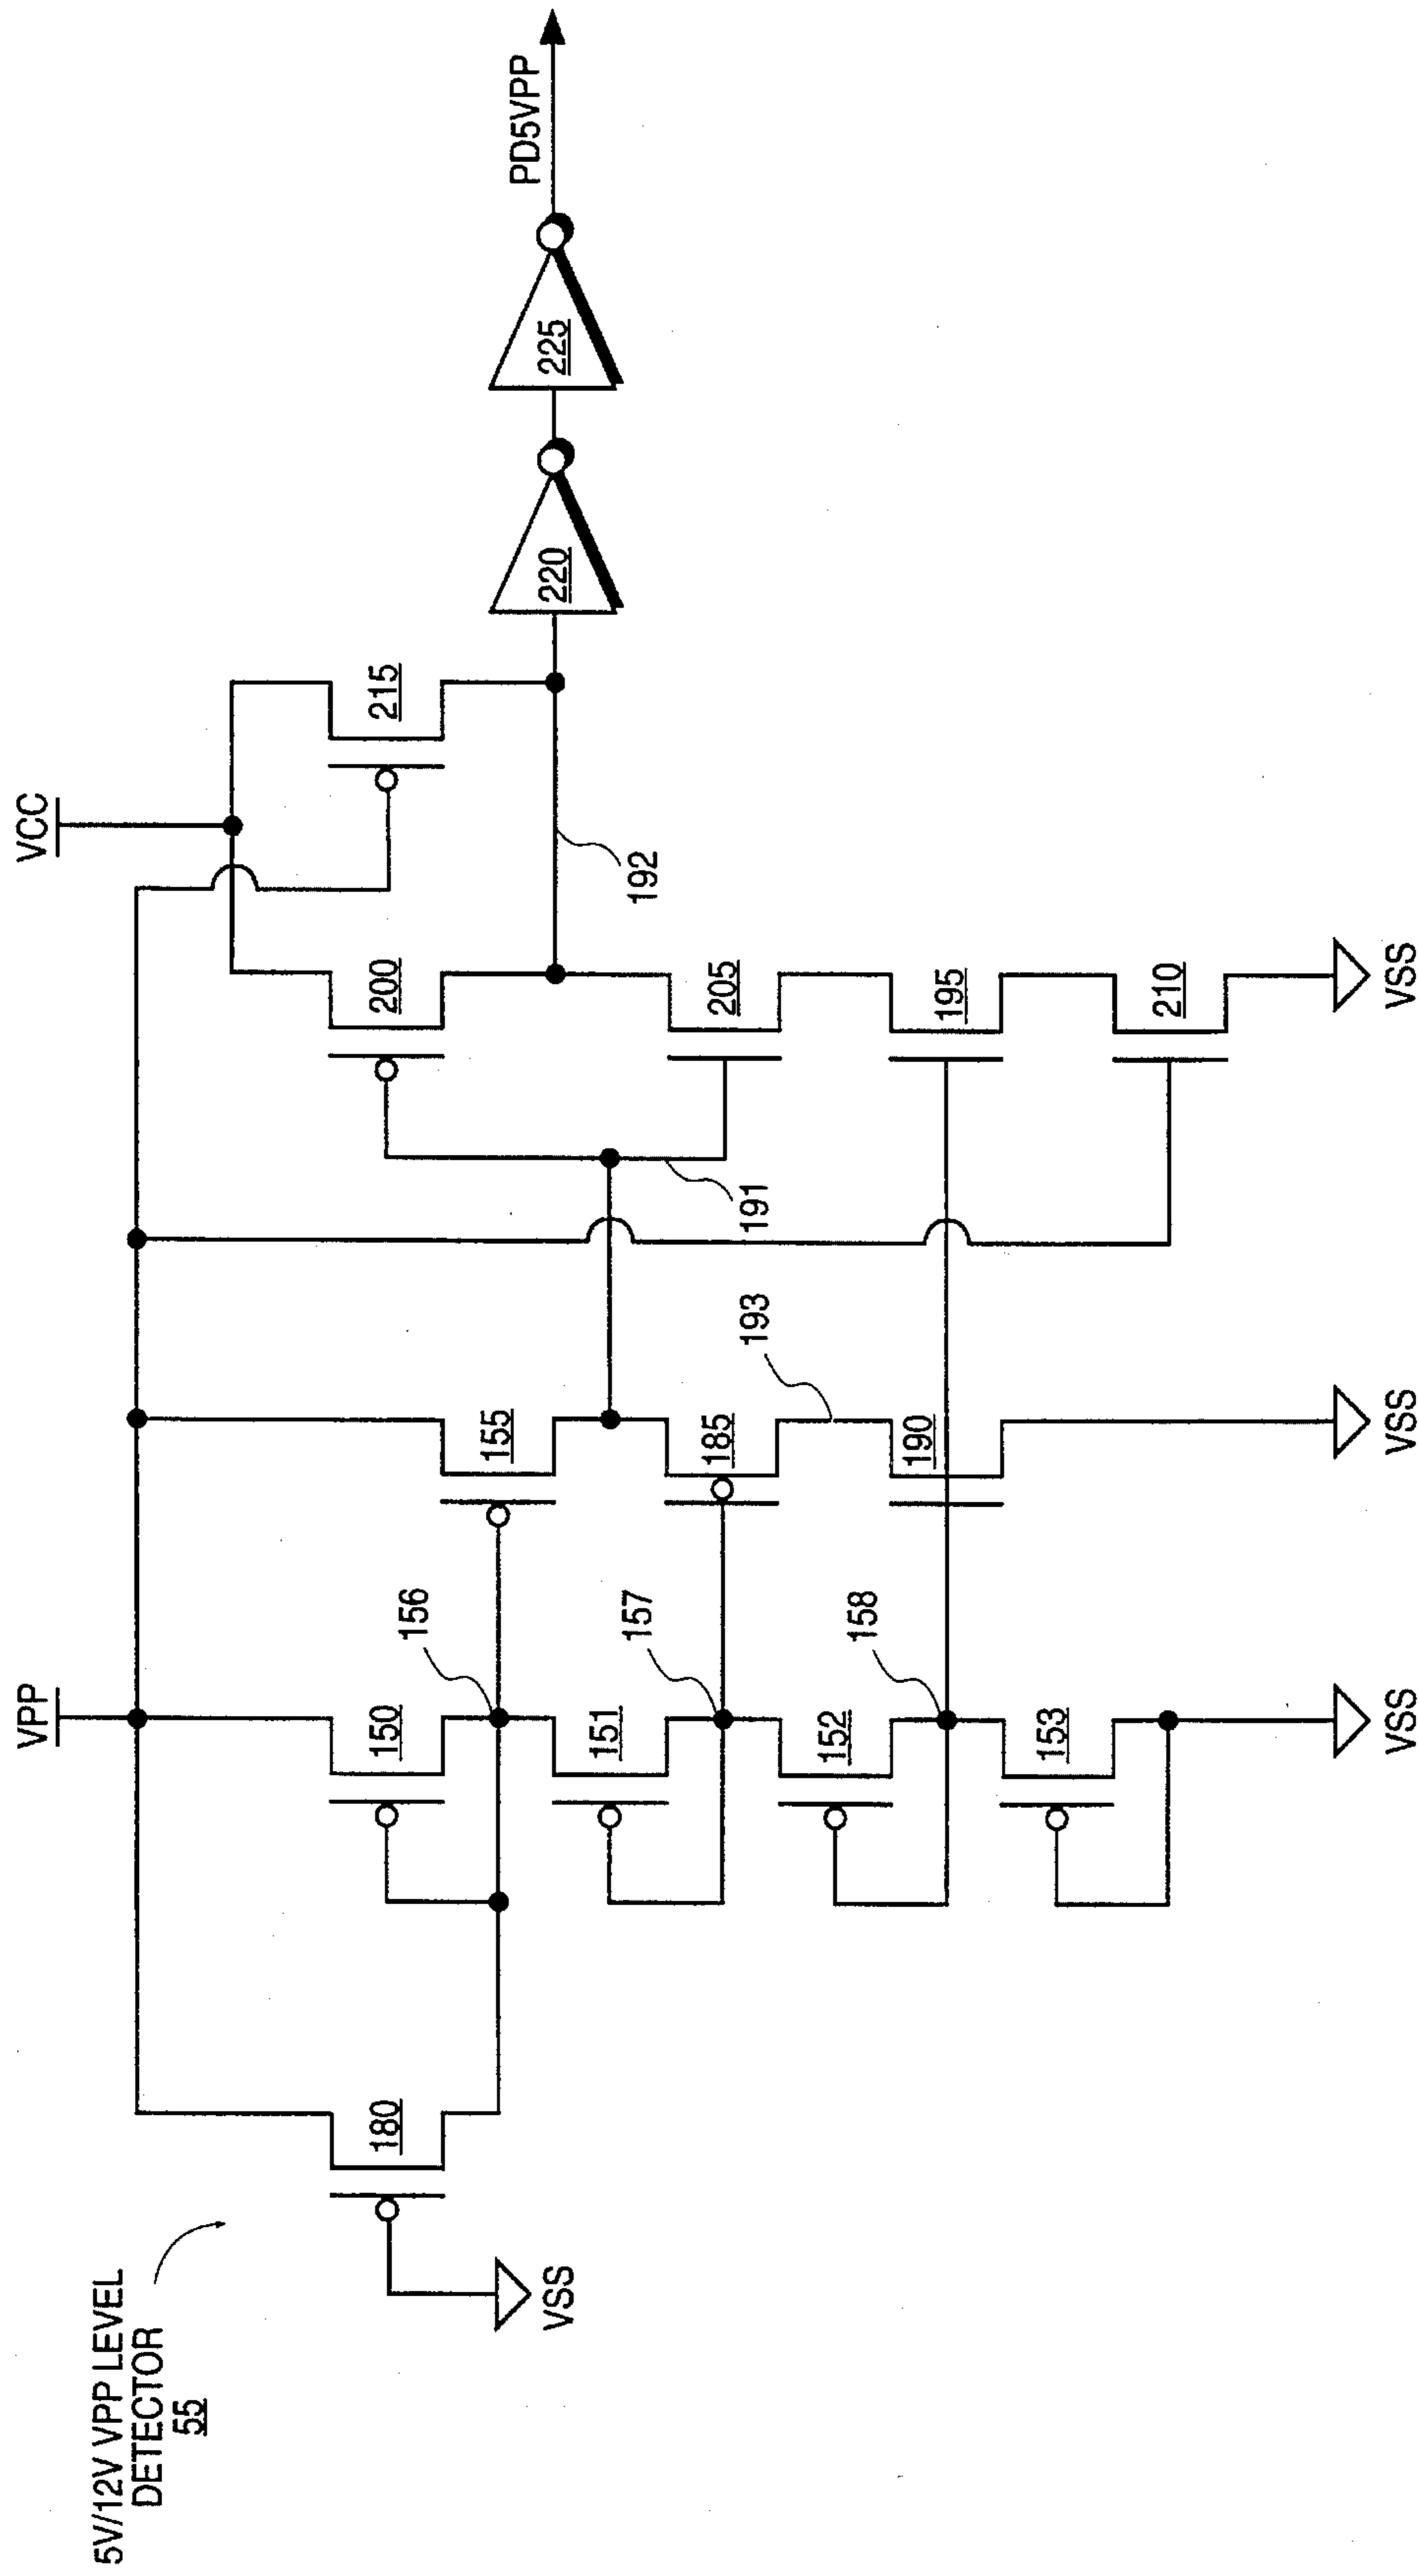 5V/12V VPP LEVEL
DETECTOR
55
VPP
VCC
180
150
155
200
215
156
151
185
205
192
220
225
PD5VPP
157
152
193
190
191
195
158
153
210
VSS
VSS
VSS
VSS